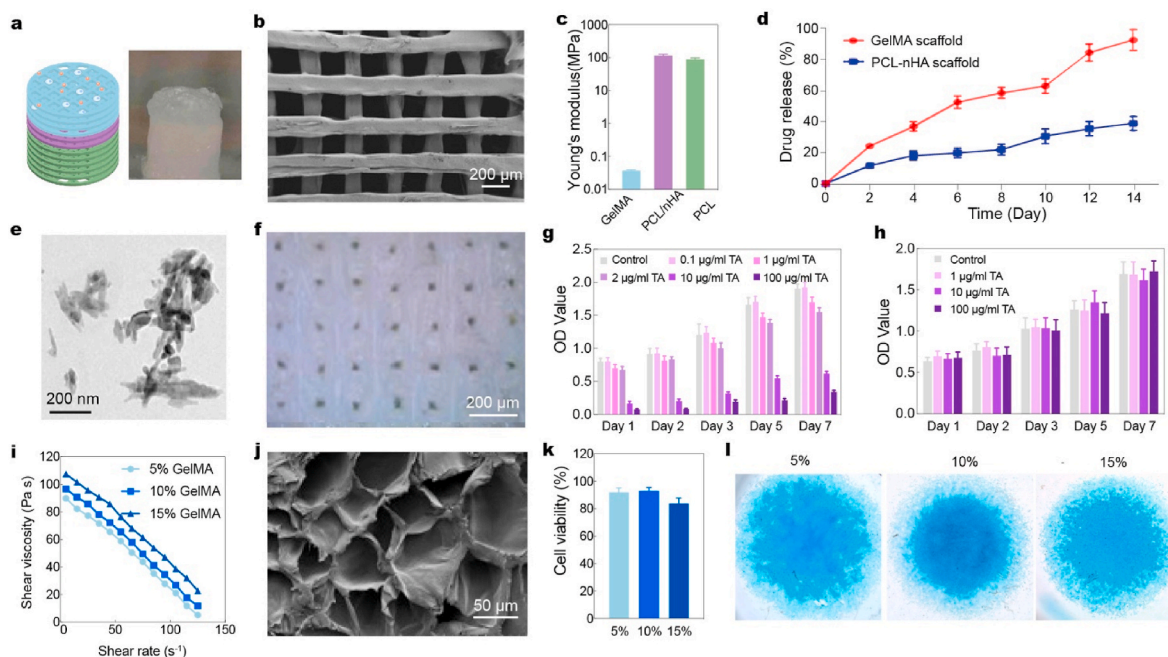 a
b
200 µm
c
Young's modulus(MPa)
1000
100
10
1
0.1
0.01
GelMA
PCL/nHA
PCL
d
Drug release (%)
100
80
60
40
20
0
GelMA scaffold
PCL-nHA scaffold
0 2 4 6 8 10 12 14
Time (Day)
e
200 nm
f
200 µm
g
OD Value
2.0
1.5
1.0
0.5
0.0
Control 0.1 µg/ml TA 1 µg/ml TA
2 µg/ml TA 10 µg/ml TA 100 µg/ml TA
Day 1 Day 2 Day 3 Day 5 Day 7
h
OD Value
2.0
1.5
1.0
0.5
0.0
Control
1 µg/ml TA
10 µg/ml TA
100 µg/ml TA
Day 1 Day 2 Day 3 Day 5 Day 7
i
Shear viscosity (Pa s)
120
100
80
60
40
20
0
5% GelMA
10% GelMA
15% GelMA
0 50 100 150
Shear rate (s⁻¹)
j
50 µm
k
Cell viability (%)
100
80
60
40
20
0
5% 10% 15%
l
5% 10% 15%